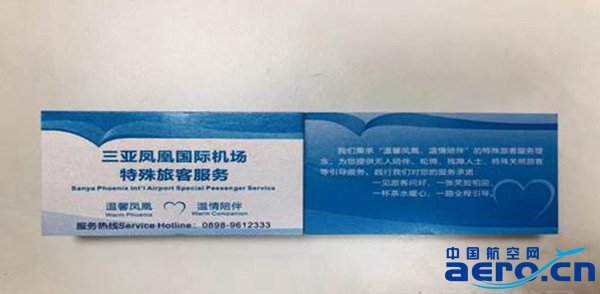 三亚凤凰国际机场
特殊旅客服务
Sanya Phoenix Int'l Airport Special Passenger Service
温馨凤凰 温情陪伴
Warm Phoenix Warm Companion
服务热线Service Hotline：0898-9612333
我们秉承“温馨凤凰，温情陪伴”的特殊旅客服务理
念，为您提供无人陪伴、轮椅、残障人士、特殊关照旅客
等引导服务，践行我们对您的服务承诺
一见旅客问好，一张笑脸相迎，
一杯茶水暖心，一路全程引导。
中国航空网
aero.cn